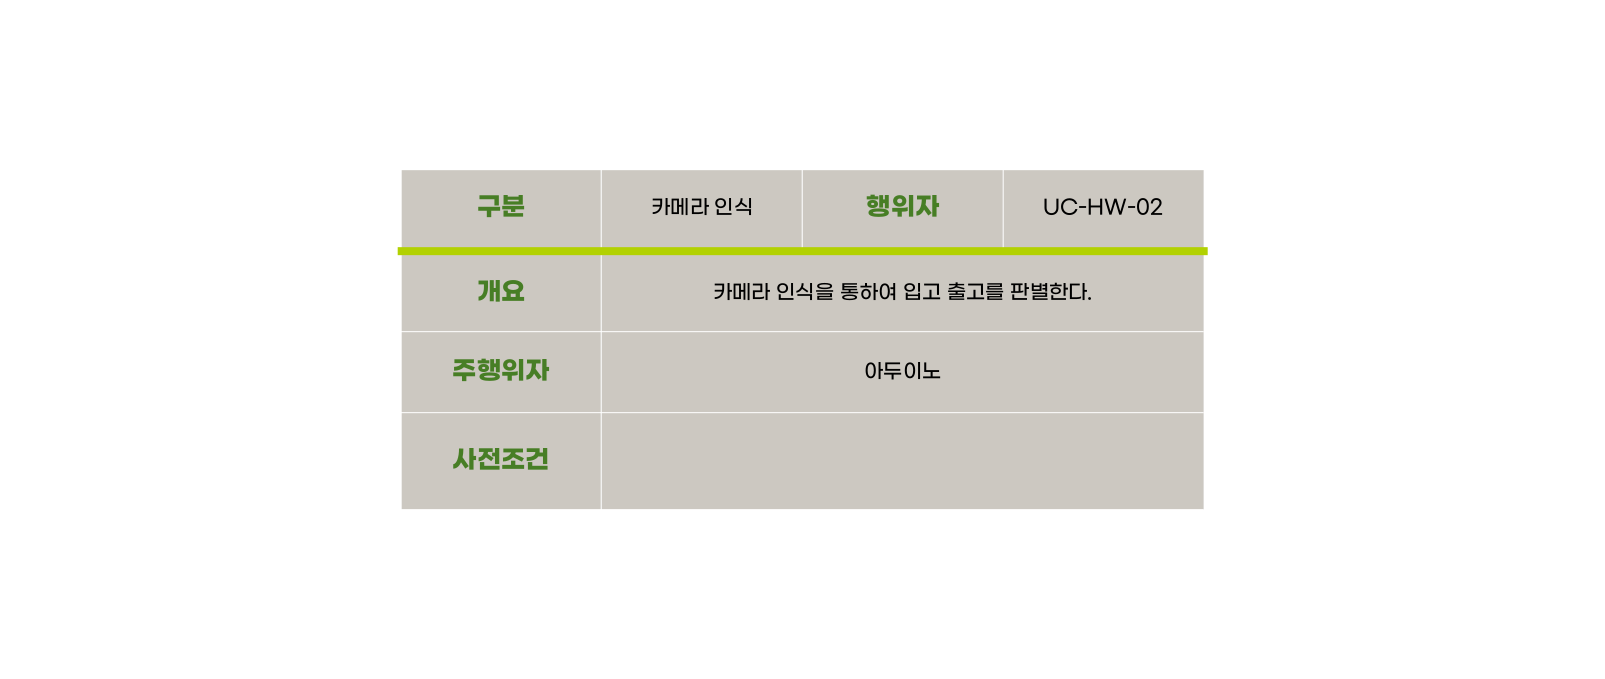 구분 카메라 인식 행위자 UC-HW-02
개요 카메라 인식을 통하여 입고 출고를 판별한다.
주행위자 아두이노
사전조건